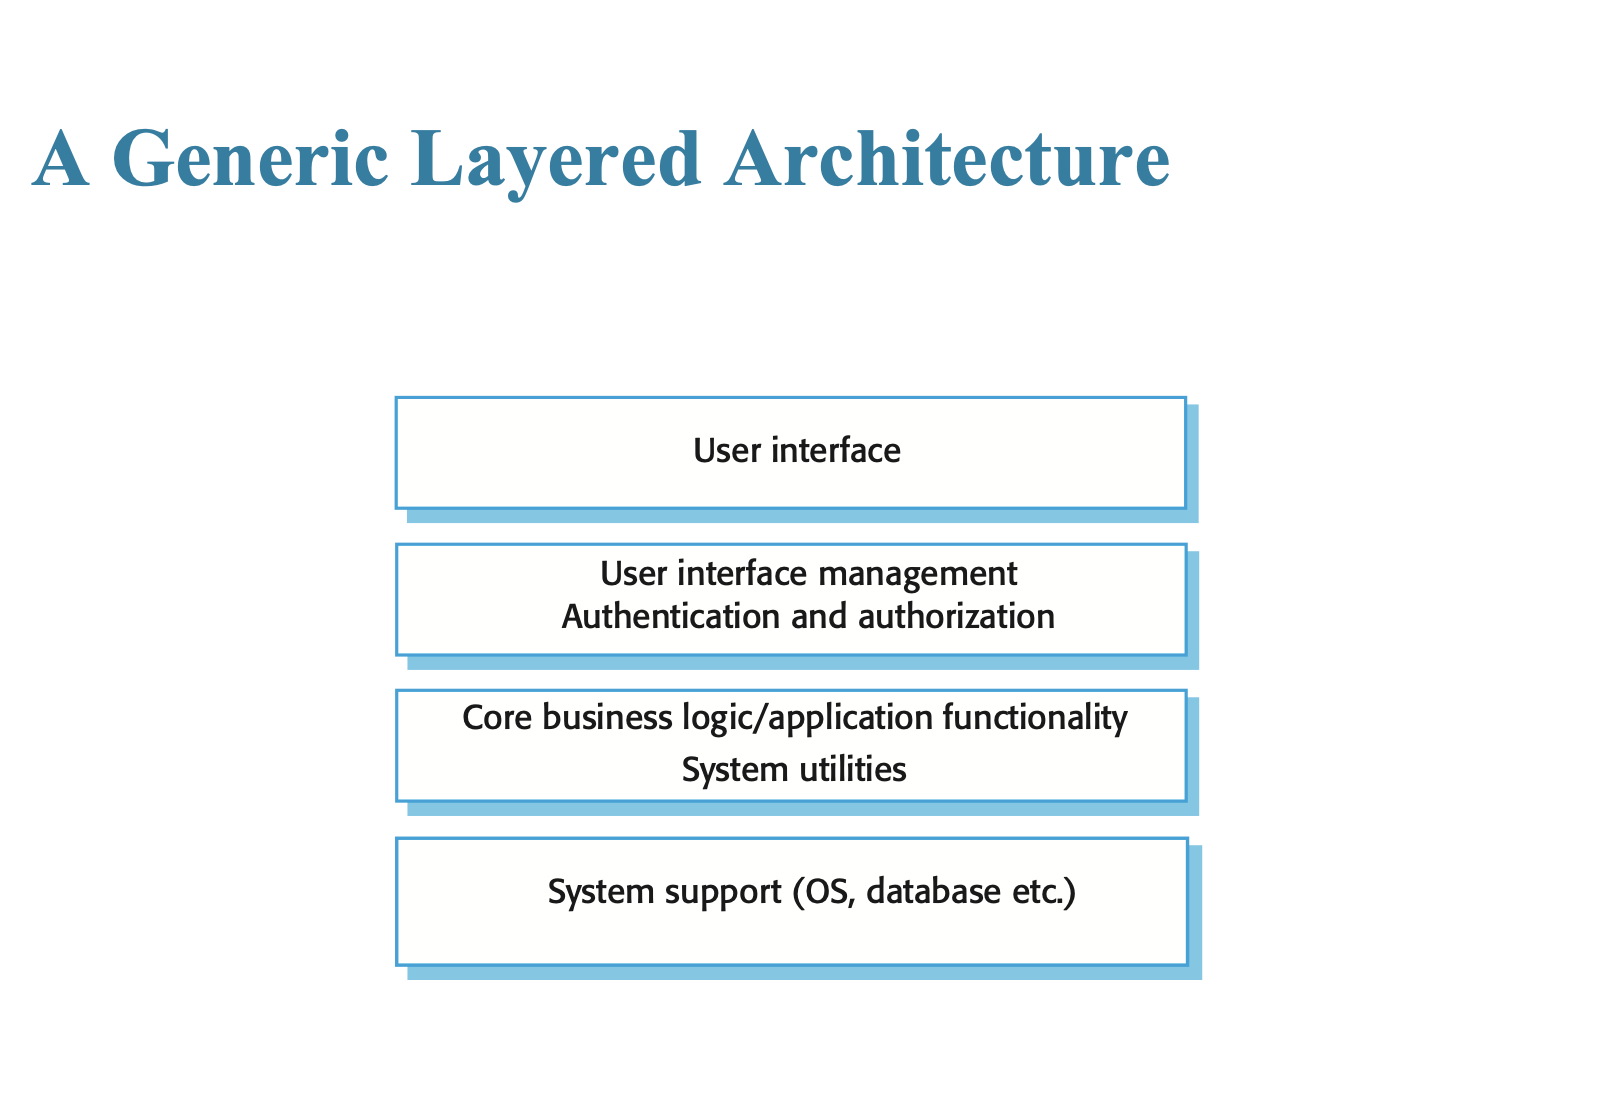 A Generic Layered Architecture
User interface
User interface management
Authentication and authorization
Core business logic/application functionality
System utilities
System support (OS, database etc.)